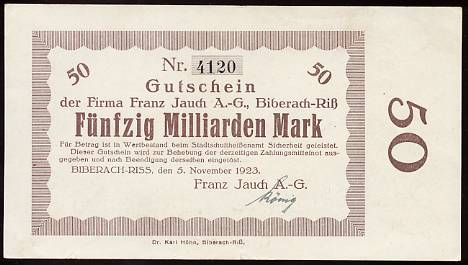 Nr. 4120
50 50
Gutschein
der Firma Franz Jauch A.-G., Biberach-Riß
Fünfzig Milliarden Mark
Für Betrag ist in Wertbestand beim Stadtschultheißenamt Sicherheit geleistet.
Dieser Gutschein wird zur Behebung der derzeitigen Zahlungsmittelnot aus-
gegeben und nach Beendigung derselben eingelöst.
BIBERACH-RISS, den 5. November 1923.
Franz Jauch A.-G.
König
50
Dr. Karl Höhn, Biberach-Riß.